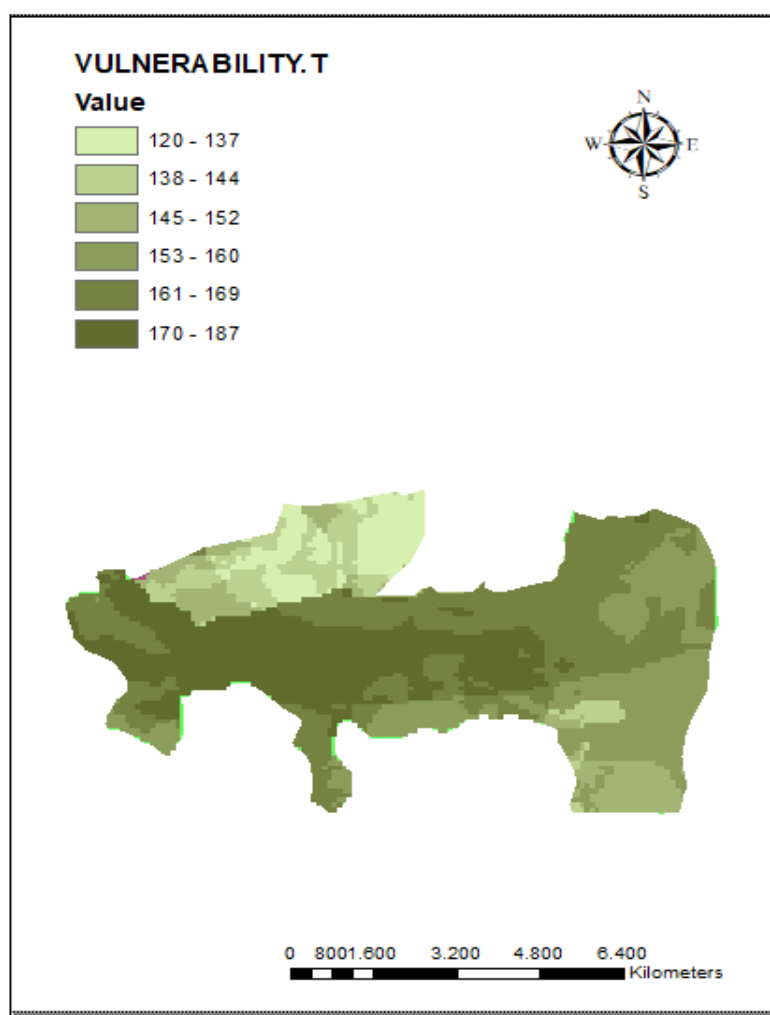 VULNERABILITY.T
Value
120 - 137
138 - 144
145 - 152
153 - 160
161 - 169
170 - 187
N
W E
S
0 8001.600 3.200 4.800 6.400
Kilometers